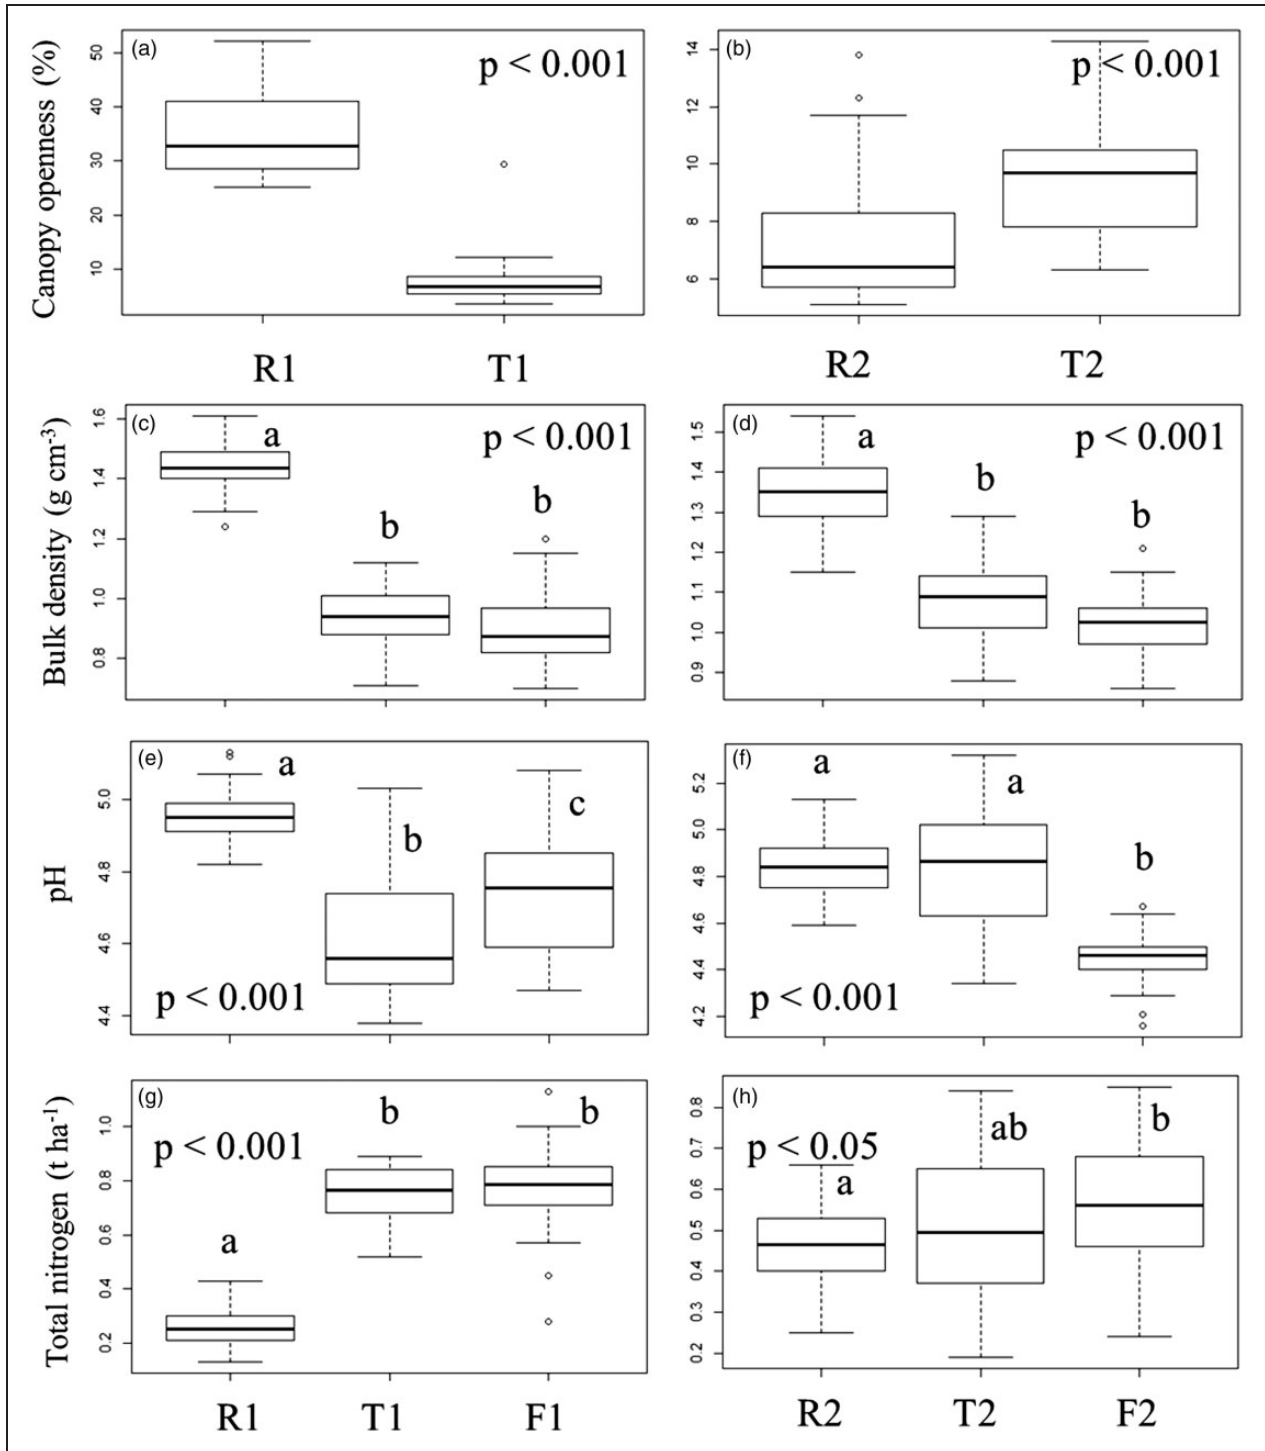 Canopy openness (%)
(a)
p < 0.001
50
40
30
20
10
R1 T1
(b)
p < 0.001
14
12
10
8
6
R2 T2
Bulk density (g cm-3)
(c)
a
p < 0.001
b
b
1.6
1.4
1.2
1.0
0.8
(d)
a
p < 0.001
b
b
1.5
1.4
1.3
1.2
1.1
1.0
0.9
pH
(e)
a
b
c
p < 0.001
5.0
4.8
4.6
4.4
(f)
a
a
b
p < 0.001
5.2
5.0
4.8
4.6
4.4
4.2
Total nitrogen (t ha-1)
(g)
p < 0.001
a
b
b
1.0
0.8
0.6
0.4
0.2
R1 T1 F1
(h)
p < 0.05
a
ab
b
0.8
0.7
0.6
0.5
0.4
0.3
0.2
R2 T2 F2